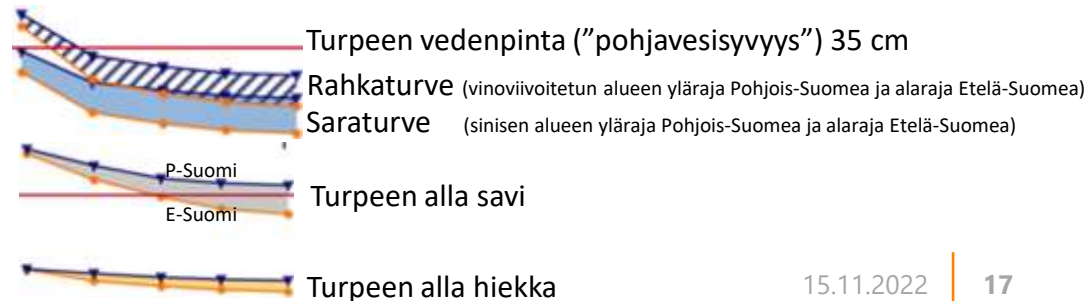 Turpeen vedenpinta (”pohjavesisyvyys”) 35 cm
Rahkaturve (vinoviivoitetun alueen yläraja Pohjois-Suomea ja alaraja Etelä-Suomea)
Saraturve (sinisen alueen yläraja Pohjois-Suomea ja alaraja Etelä-Suomea)
P-Suomi
Turpeen alla savi
E-Suomi
Turpeen alla hiekka
15.11.2022 17